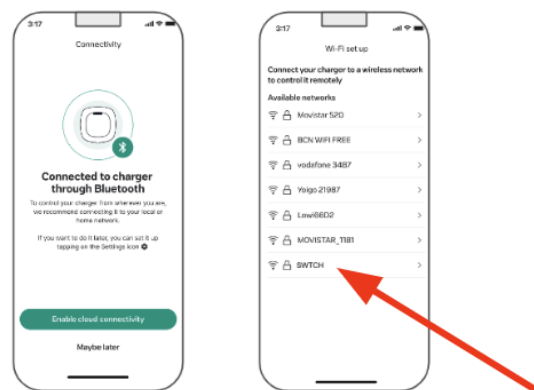 3:17
Connectivity
Connected to charger
through Bluetooth
To control your charger from wherever you are,
we recommend connecting it to your local or
home network.
If you want to do it later, you can set it up
tapping on the Settings icon
Enable cloud connectivity
Maybe later
3:17
Wi-Fi set up
Connect your charger to a wireless network
to control it remotely
Available networks
Movistar 520
BCN WIFI FREE
vodafone 3487
Yoigo 21987
Lowi66D2
MOVISTAR_1181
SWTCH